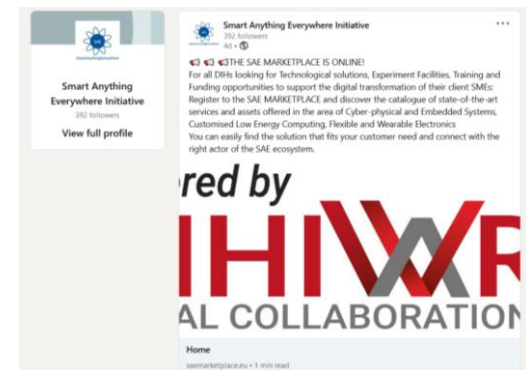 Smart Anything
Everywhere Initiative
392 followers
View full profile
Smart Anything Everywhere Initiative
392 followers
4d •
THE SAE MARKETPLACE IS ONLINE!
For all DIHs looking for Technological solutions, Experiment Facilities, Training and
Funding opportunities to support the digital transformation of their client SMEs:
Register to the SAE MARKETPLACE and discover the catalogue of state-of-the-art
services and assets offered in the area of Cyber-physical and Embedded Systems,
Customised Low Energy Computing, Flexible and Wearable Electronics
You can easily find the solution that fits your customer need and connect with the
right actor of the SAE ecosystem.
red by
IHIWAR
AL COLLABORATION
Home
saemarketplace.eu • 1 min read